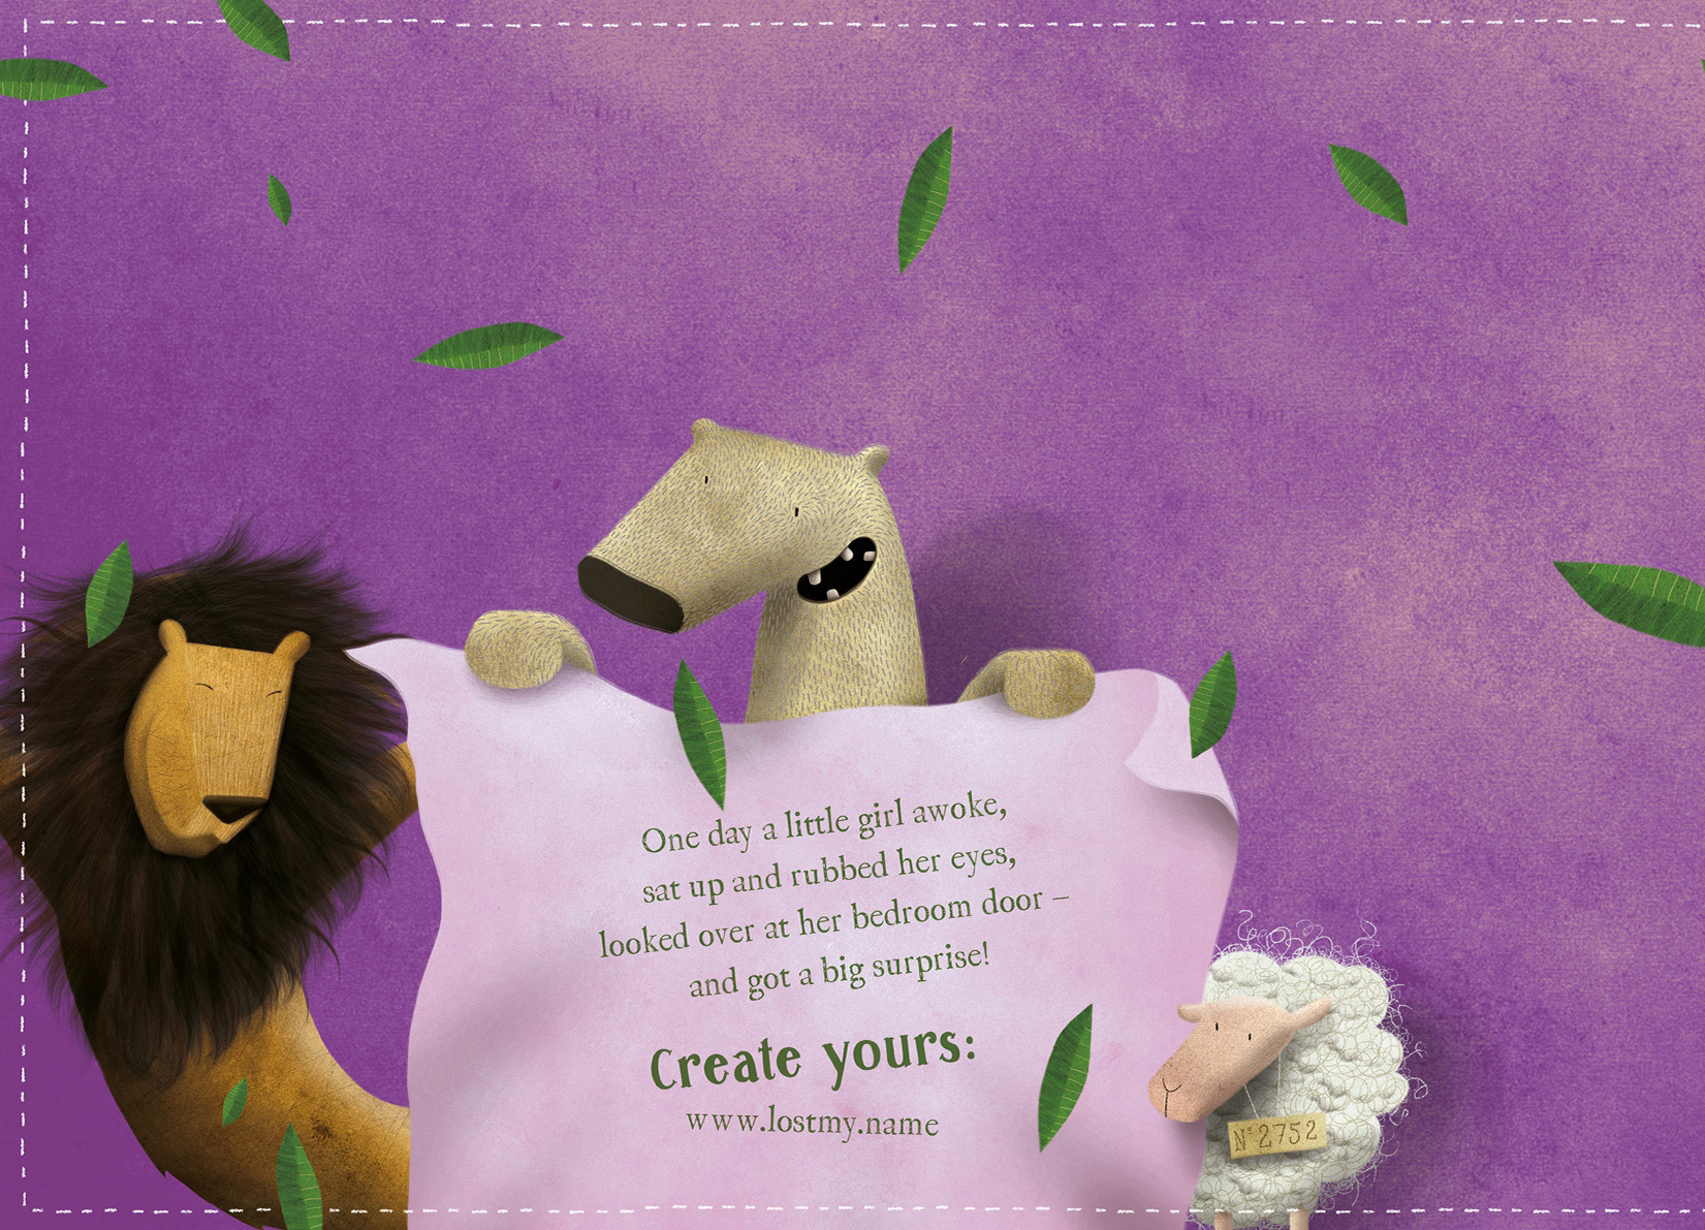 One day a little girl awoke,
sat up and rubbed her eyes,
looked over at her bedroom door –
and got a big surprise!
Create yours:
www.lostmy.name
N° 2752